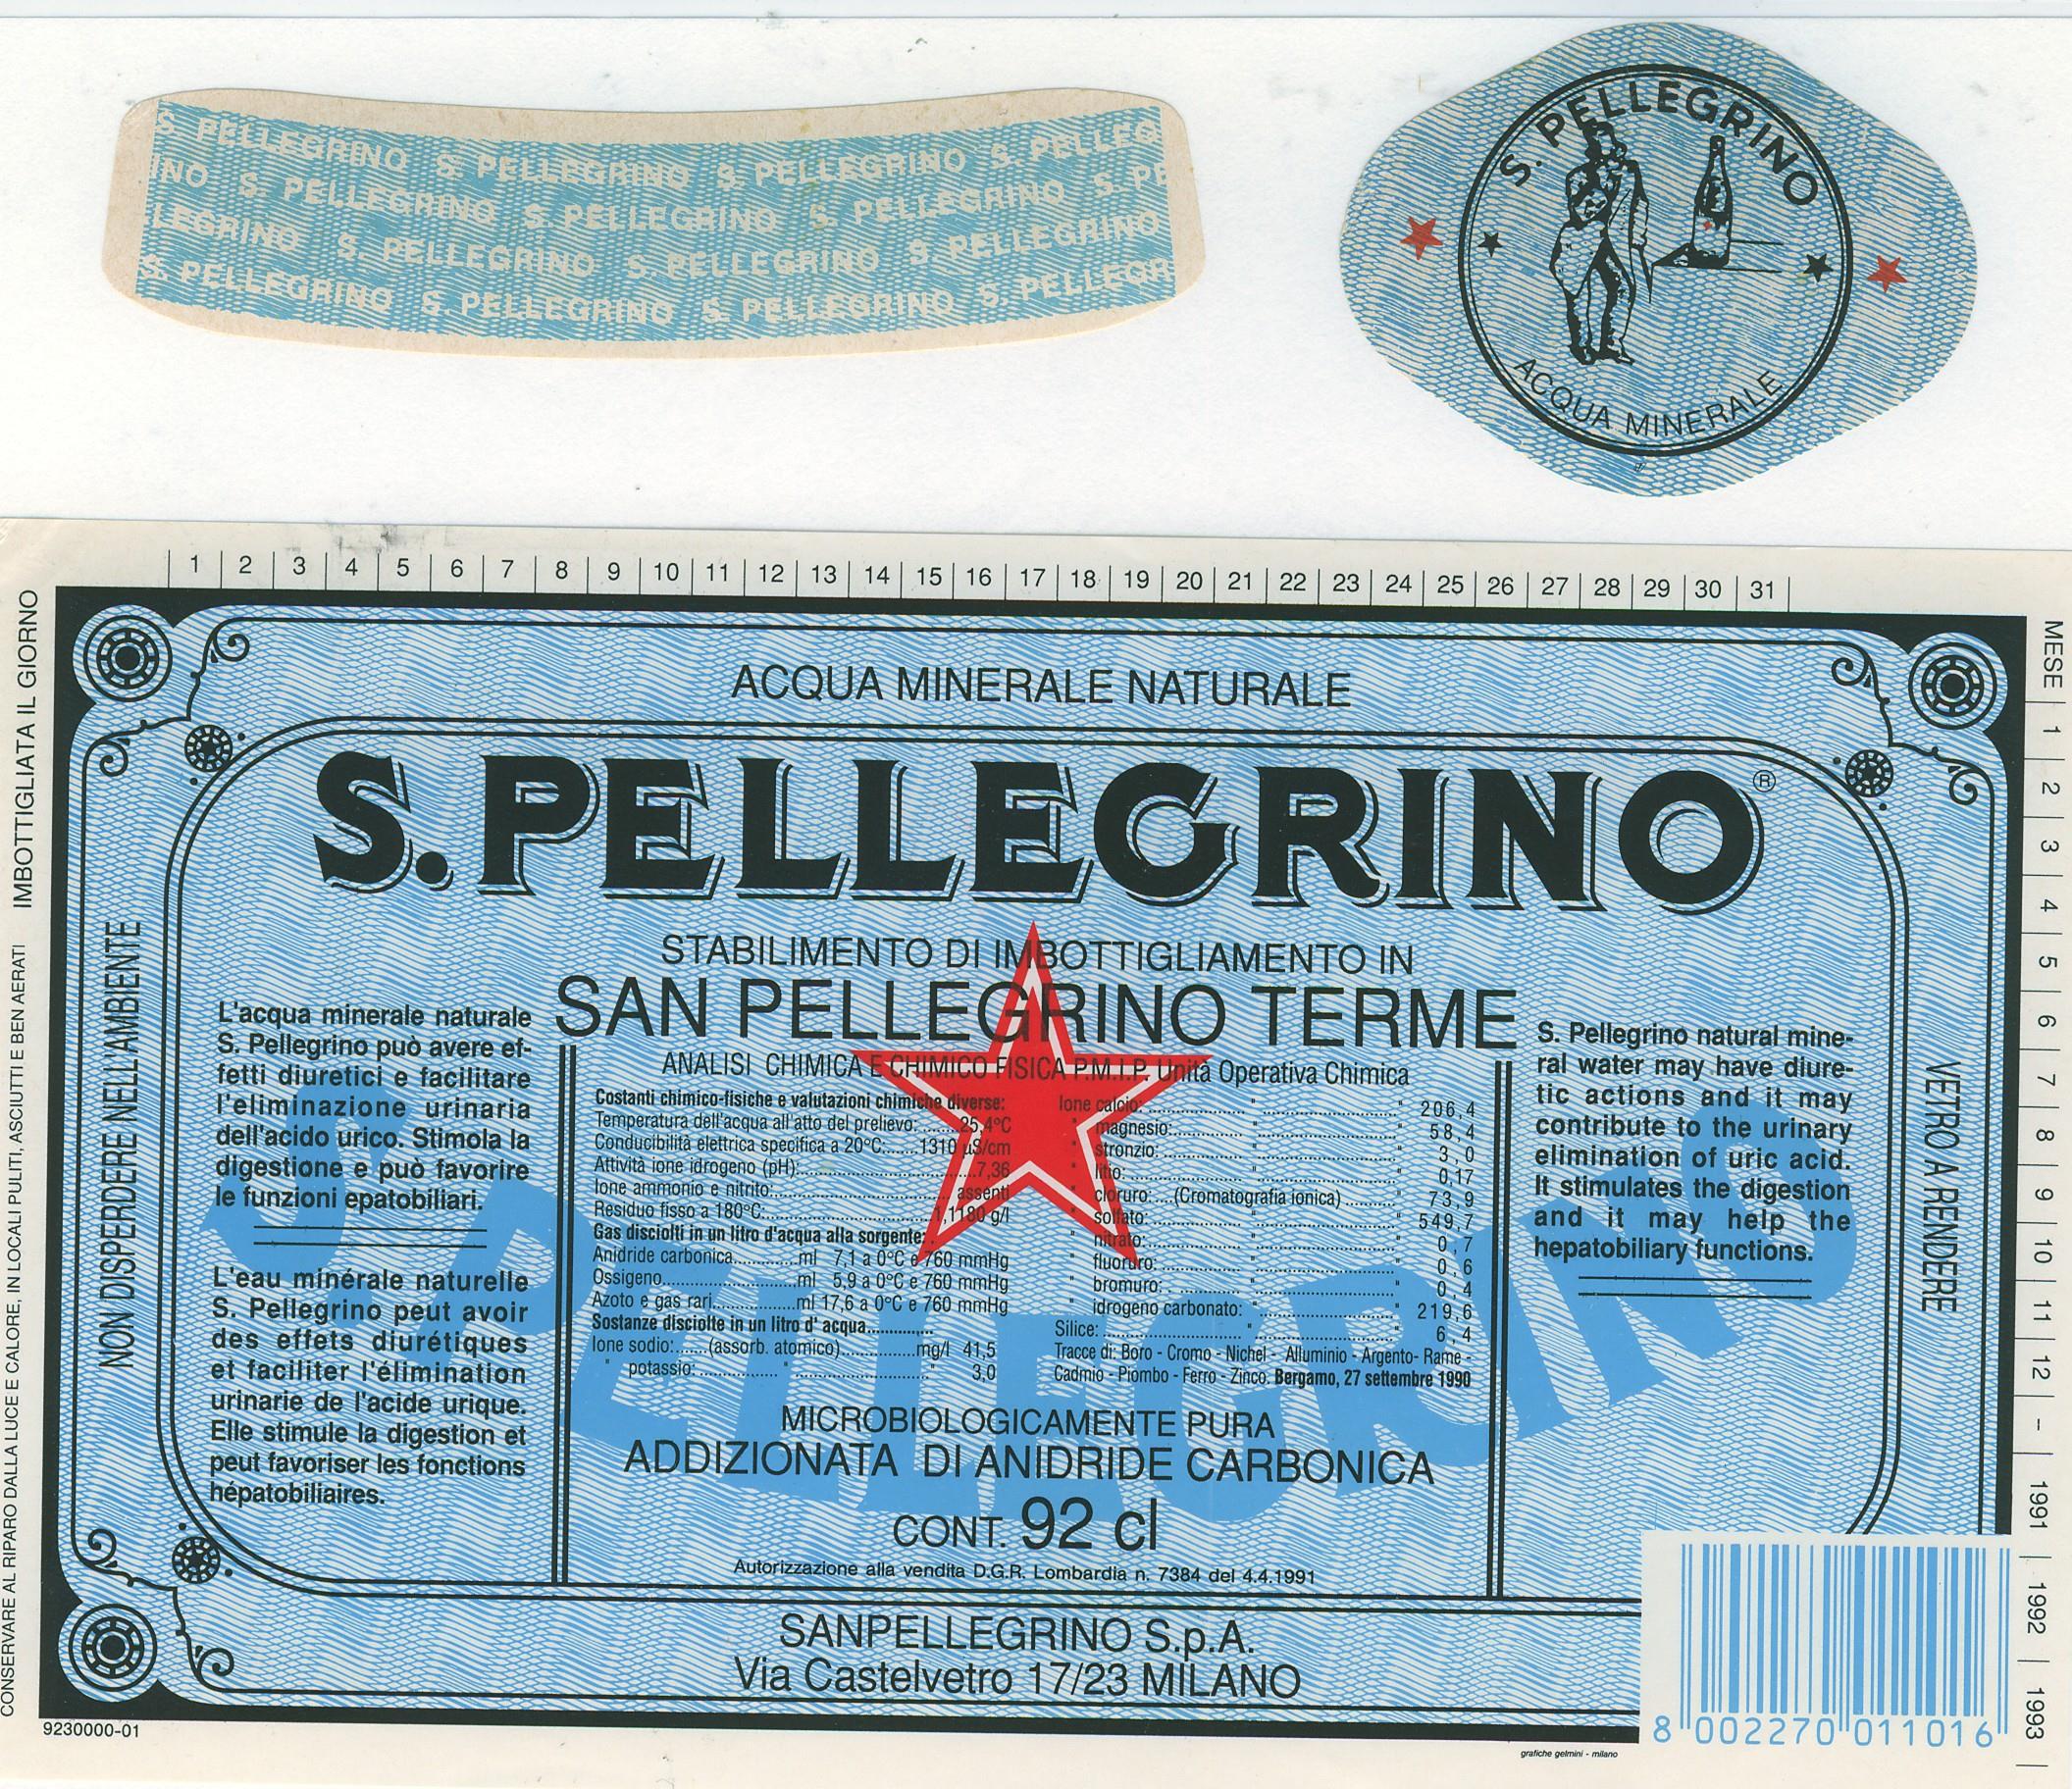 S. PELLEGRINO S. PELLEGRINO S. PELLEGRINO S. PELLEG
INO S. PELLEGRINO S. PELLEGRINO S. PELLEGRINO S. PE
LEGRINO S. PELLEGRINO S. PELLEGRINO S. PELLEGRINO
S. PELLEGRINO S. PELLEGRINO S. PELLEGRINO S. PELLEGR
S. PELLEGRINO
ACQUA MINERALE
1 2 3 4 5 6 7 8 9 10 11 12 13 14 15 16 17 18 19 20 21 22 23 24 25 26 27 28 29 30 31
IMBOTTIGLIATA IL GIORNO
CONSERVARE AL RIPARO DALLA LUCE E CALORE, IN LOCALI PULITI, ASCIUTTI E BEN AERATI
MESE 1 2 3 4 5 6 7 8 9 10 11 12 - 1991 1992 1993
NON DISPERDERE NELL'AMBIENTE
VETRO A RENDERE
ACQUA MINERALE NATURALE
S.PELLEGRINO®
STABILIMENTO DI IMBOTTIGLIAMENTO IN
SAN PELLEGRINO TERME
L'acqua minerale naturale
S. Pellegrino può avere ef-
fetti diuretici e facilitare
l'eliminazione urinaria
dell'acido urico. Stimola la
digestione e può favorire
le funzioni epatobiliari.
L'eau minérale naturelle
S. Pellegrino peut avoir
des effets diurétiques
et faciliter l'élimination
urinarie de l'acide urique.
Elle stimule la digestion et
peut favoriser les fonctions
hépatobiliaires.
ANALISI CHIMICA E CHIMICO FISICA P.M.I.P. Unità Operativa Chimica
Costanti chimico-fisiche e valutazioni chimiche diverse:
Temperatura dell'acqua all'atto del prelievo: ........25,4°C
Conducibilità elettrica specifica a 20°C:.......1310 µS/cm
Attività ione idrogeno (pH):..............................7,36
Ione ammonio e nitrito:.............................. assenti
Residuo fisso a 180°C:..............................1,1180 g/l
Gas disciolti in un litro d'acqua alla sorgente:
Anidride carbonica.............ml 7,1 a 0°C e 760 mmHg
Ossigeno...........................ml 5,9 a 0°C e 760 mmHg
Azoto e gas rari.................ml 17,6 a 0°C e 760 mmHg
Sostanze disciolte in un litro d' acqua..............
Ione sodio:.......(assorb. atomico)................mg/l 41,5
" potassio: .................. " .............................. " 3,0
Ione calcio: .................... " .............................. " 206,4
" magnesio:.................... " .............................. " 58,4
" stronzio: .................... " .............................. " 3,0
" litio: .................... " .............................. " 0,17
" cloruro: ....(Cromatografia ionica) ............ " 73,9
" solfato: .................... " .............................. " 549,7
" nitrato: .................... " .............................. " 0,7
" fluoruro: .................... " .............................. " 0,6
" bromuro: .................... " .............................. " 0,4
" idrogeno carbonato: " .............................. " 219,6
Silice: .............................. " .............................. " 6,4
Tracce di: Boro - Cromo - Nichel - Alluminio - Argento- Rame -
Cadmio - Piombo - Ferro - Zinco. Bergamo, 27 settembre 1990
S. Pellegrino natural mine-
ral water may have diure-
tic actions and it may
contribute to the urinary
elimination of uric acid.
It stimulates the digestion
and it may help the
hepatobiliary functions.
S. PELLEGRINO
MICROBIOLOGICAMENTE PURA
ADDIZIONATA DI ANIDRIDE CARBONICA
CONT. 92 cl
Autorizzazione alla vendita D.G.R. Lombardia n. 7384 del 4.4.1991
SANPELLEGRINO S.p.A.
Via Castelvetro 17/23 MILANO
9230000-01
grafiche gelmini - milano
8 002270 011016